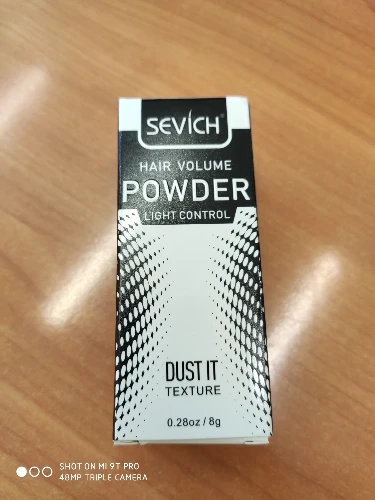 SEVICH®
HAIR VOLUME
POWDER
LIGHT CONTROL
DUST IT
TEXTURE
0.28oz / 8g
SHOT ON MI 9T PRO
48MP TRIPLE CAMERA